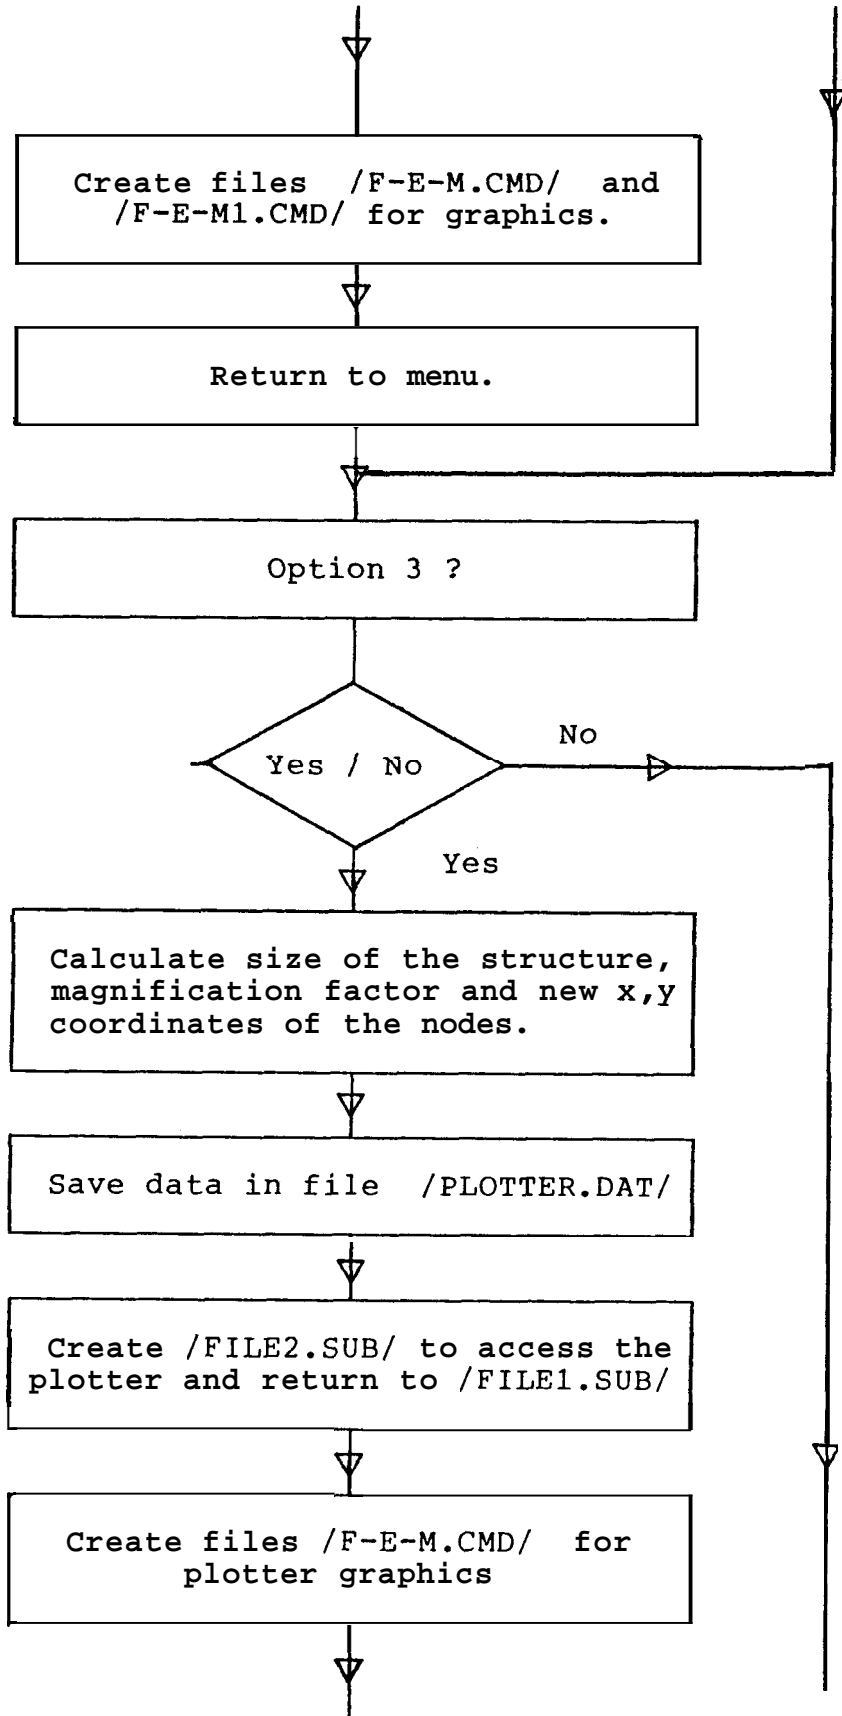 Create files /F-E-M.CMD/ and
/F-E-M1.CMD/ for graphics.
Return to menu.
Option 3 ?
Yes / No
No
Yes
Calculate size of the structure,
magnification factor and new x,y
coordinates of the nodes.
Save data in file /PLOTTER.DAT/
Create /FILE2.SUB/ to access the
plotter and return to /FILE1.SUB/
Create files /F-E-M.CMD/ for
plotter graphics